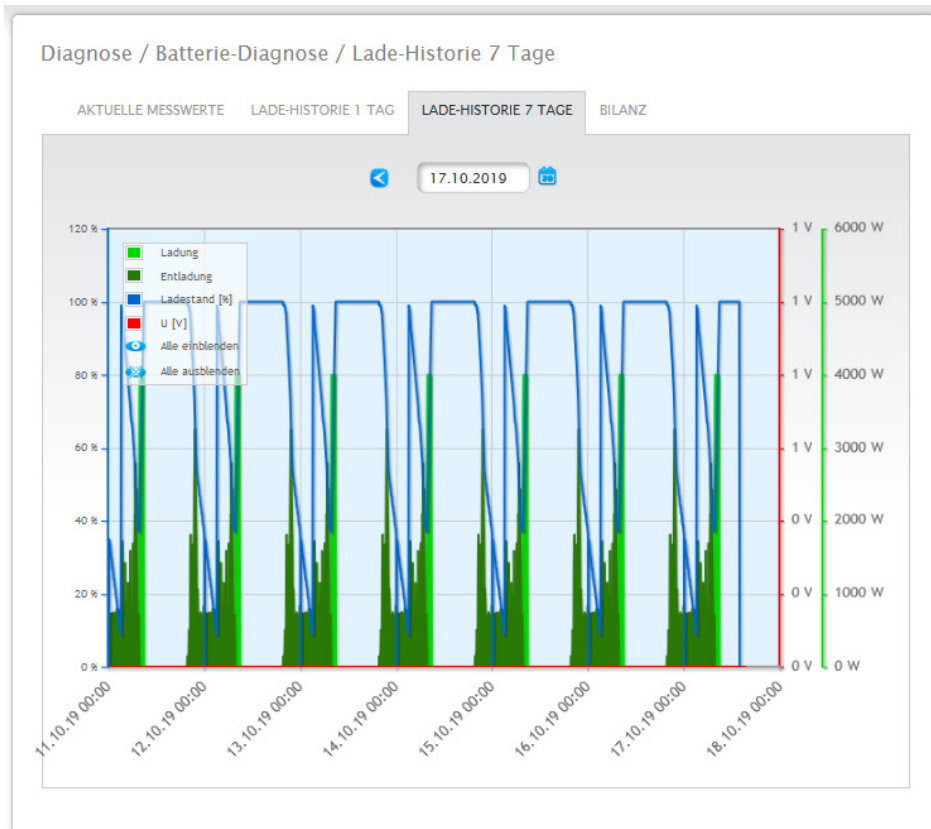 Diagnose / Batterie-Diagnose / Lade-Historie 7 Tage
AKTUELLE MESSWERTE LADE-HISTORIE 1 TAG LADE-HISTORIE 7 TAGE BILANZ
17.10.2019
120 % 1 V 6000 W
Ladung
Entladung
100 % Ladestand [%] 1 V 5000 W
U [V]
Alle einblenden
Alle ausblenden
80 % 1 V 4000 W
60 % 1 V 3000 W
40 % 0 V 2000 W
20 % 0 V 1000 W
0 % 0 V 0 W
11.10.19 00:00 12.10.19 00:00 13.10.19 00:00 14.10.19 00:00 15.10.19 00:00 16.10.19 00:00 17.10.19 00:00 18.10.19 00:00